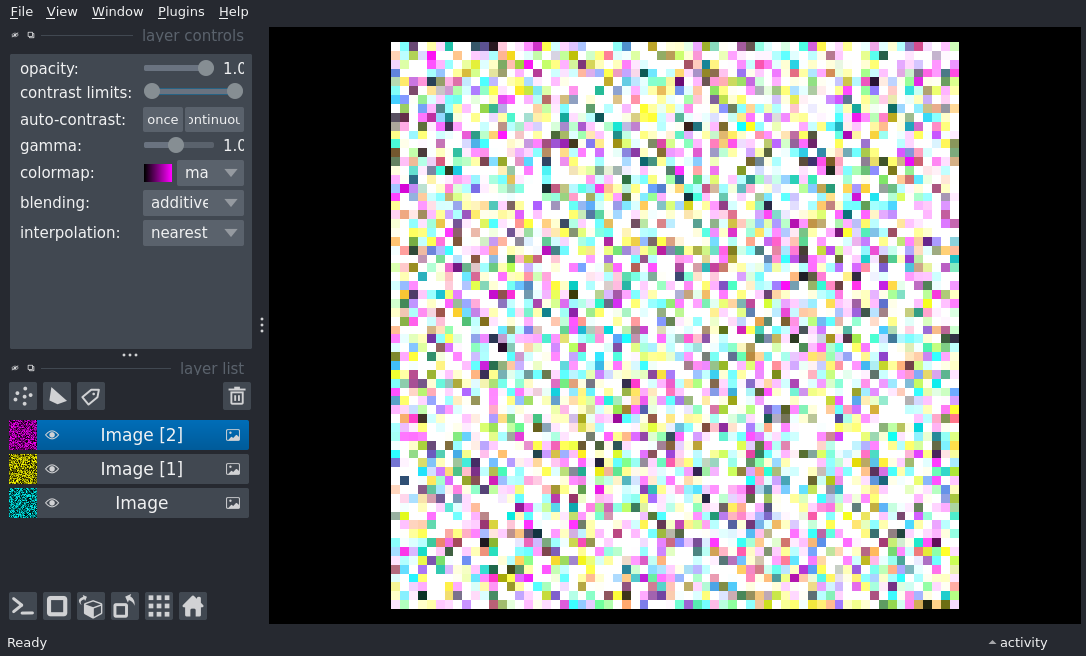 File View Window Plugins Help
layer controls
opacity: 1.0
contrast limits:
auto-contrast: once ontinuou
gamma: 1.0
colormap: ma
blending: additive
interpolation: nearest
layer list
Image [2]
Image [1]
Image
Ready
activity